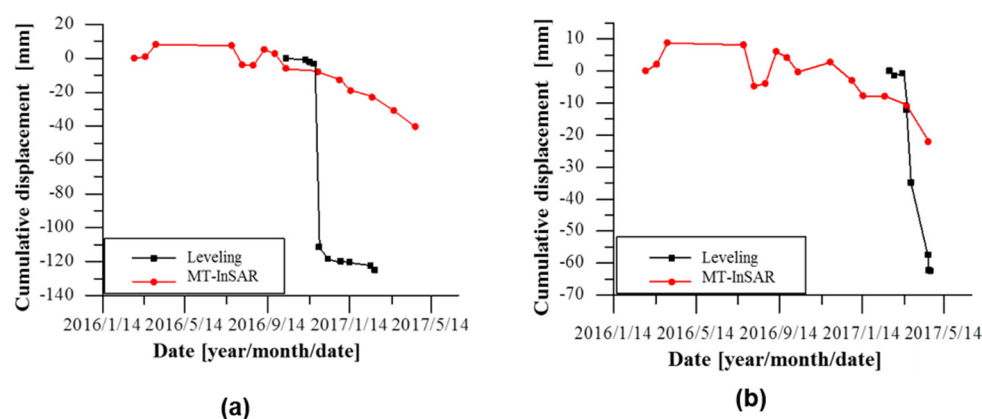 20
0
-20
-40
-60
-80
-100
-120
-140
Cumulative displacement [mm]
Leveling
MT-InSAR
2016/1/14 2016/5/14 2016/9/14 2017/1/14 2017/5/14
Date [year/month/date]
(a)
10
0
-10
-20
-30
-40
-50
-60
-70
Cumulative displacement [mm]
Leveling
MT-InSAR
2016/1/14 2016/5/14 2016/9/14 2017/1/14 2017/5/14
Date [year/month/date]
(b)